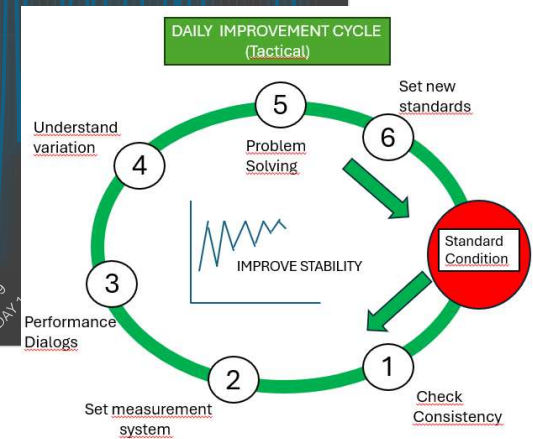 DAILY IMPROVEMENT CYCLE
(Tactical)
5
Problem
Solving
Set new
standards
6
Understand
variation
4
Standard
Condition
IMPROVE STABILITY
3
Performance
Dialogs
2
Set measurement
system
1
Check
Consistency